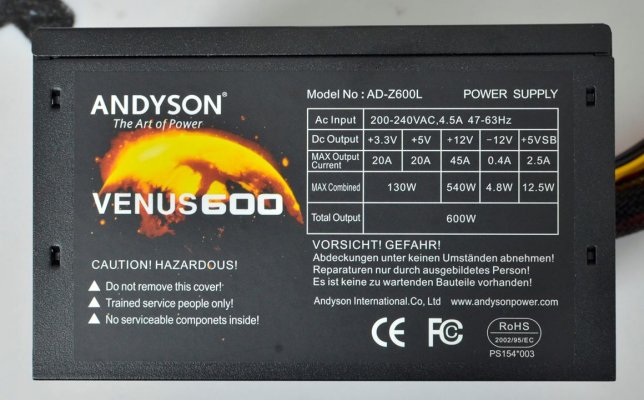 ANDYSON®
The Art of Power
VENUS600
CAUTION! HAZARDOUS!
Do not remove this cover!
Trained service people only!
No serviceable componets inside!
Model No : AD-Z600L POWER SUPPLY
Ac Input 200-240VAC,4.5A 47-63Hz
Dc Output +3.3V +5V +12V −12V +5VSB
MAX Output Current 20A 20A 45A 0.4A 2.5A
MAX Combined 130W 540W 4.8W 12.5W
Total Output 600W
VORSICHT! GEFAHR!
Abdeckungen unter keinen Umständen abnehmen!
Reparaturen nur durch ausgebildetes Person!
Es ist keine zu wartenden Bauteile vorhanden!
Andyson International.Co, Ltd www.andysonpower.com
CE FC RoHS
2002/95/EC
PS154*003